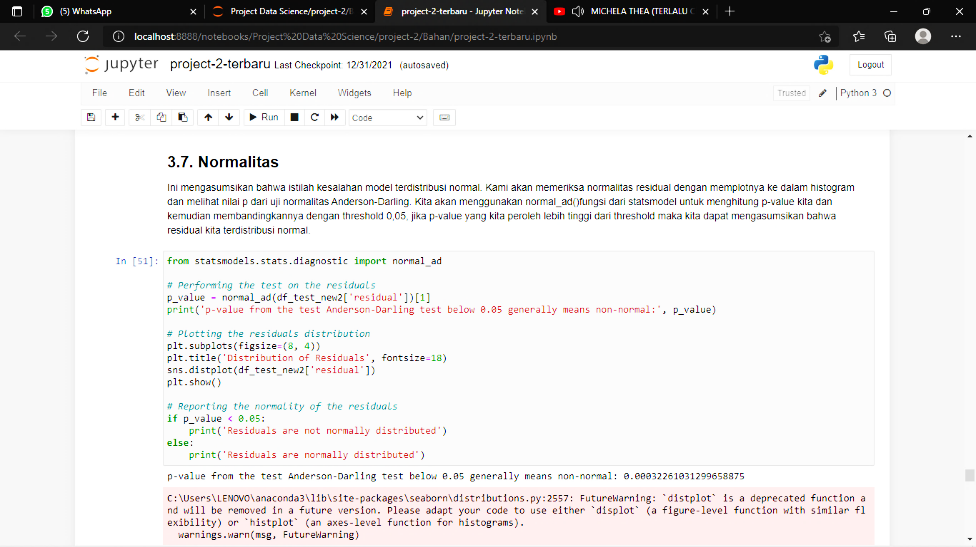 (5) WhatsApp
Project Data Science/project-2/B
project-2-terbaru - Jupyter Note
MICHELA THEA (TERLALU
localhost:8888/notebooks/Project%20Data%20Science/project-2/Bahan/project-2-terbaru.ipynb
jupyter project-2-terbaru Last Checkpoint: 12/31/2021 (autosaved)
Logout
File Edit View Insert Cell Kernel Widgets Help
Trusted Python 3
Run Code
3.7. Normalitas
Ini mengasumsikan bahwa istilah kesalahan model terdistribusi normal. Kami akan memeriksa normalitas residual dengan memplotnya ke dalam histogram
dan melihat nilai p dari uji normalitas Anderson-Darling. Kita akan menggunakan normal_ad()fungsi dari statsmodel untuk menghitung p-value kita dan
kemudian membandingkannya dengan threshold 0,05, jika p-value yang kita peroleh lebih tinggi dari threshold maka kita dapat mengasumsikan bahwa
residual kita terdistribusi normal.
In [51]: from statsmodels.stats.diagnostic import normal_ad
# Performing the test on the residuals
p_value = normal_ad(df_test_new2['residual'])[1]
print('p-value from the test Anderson-Darling test below 0.05 generally means non-normal:', p_value)
# Plotting the residuals distribution
plt.subplots(figsize=(8, 4))
plt.title('Distribution of Residuals', fontsize=18)
sns.distplot(df_test_new2['residual'])
plt.show()
# Reporting the normality of the residuals
if p_value < 0.05:
print('Residuals are not normally distributed')
else:
print('Residuals are normally distributed')
p-value from the test Anderson-Darling test below 0.05 generally means non-normal: 0.00032261031299658875
C:\Users\LENOVO\anaconda3\lib\site-packages\seaborn\distributions.py:2557: FutureWarning: `distplot` is a deprecated function a
nd will be removed in a future version. Please adapt your code to use either `displot` (a figure-level function with similar fl
exibility) or `histplot` (an axes-level function for histograms).
warnings.warn(msg, FutureWarning)